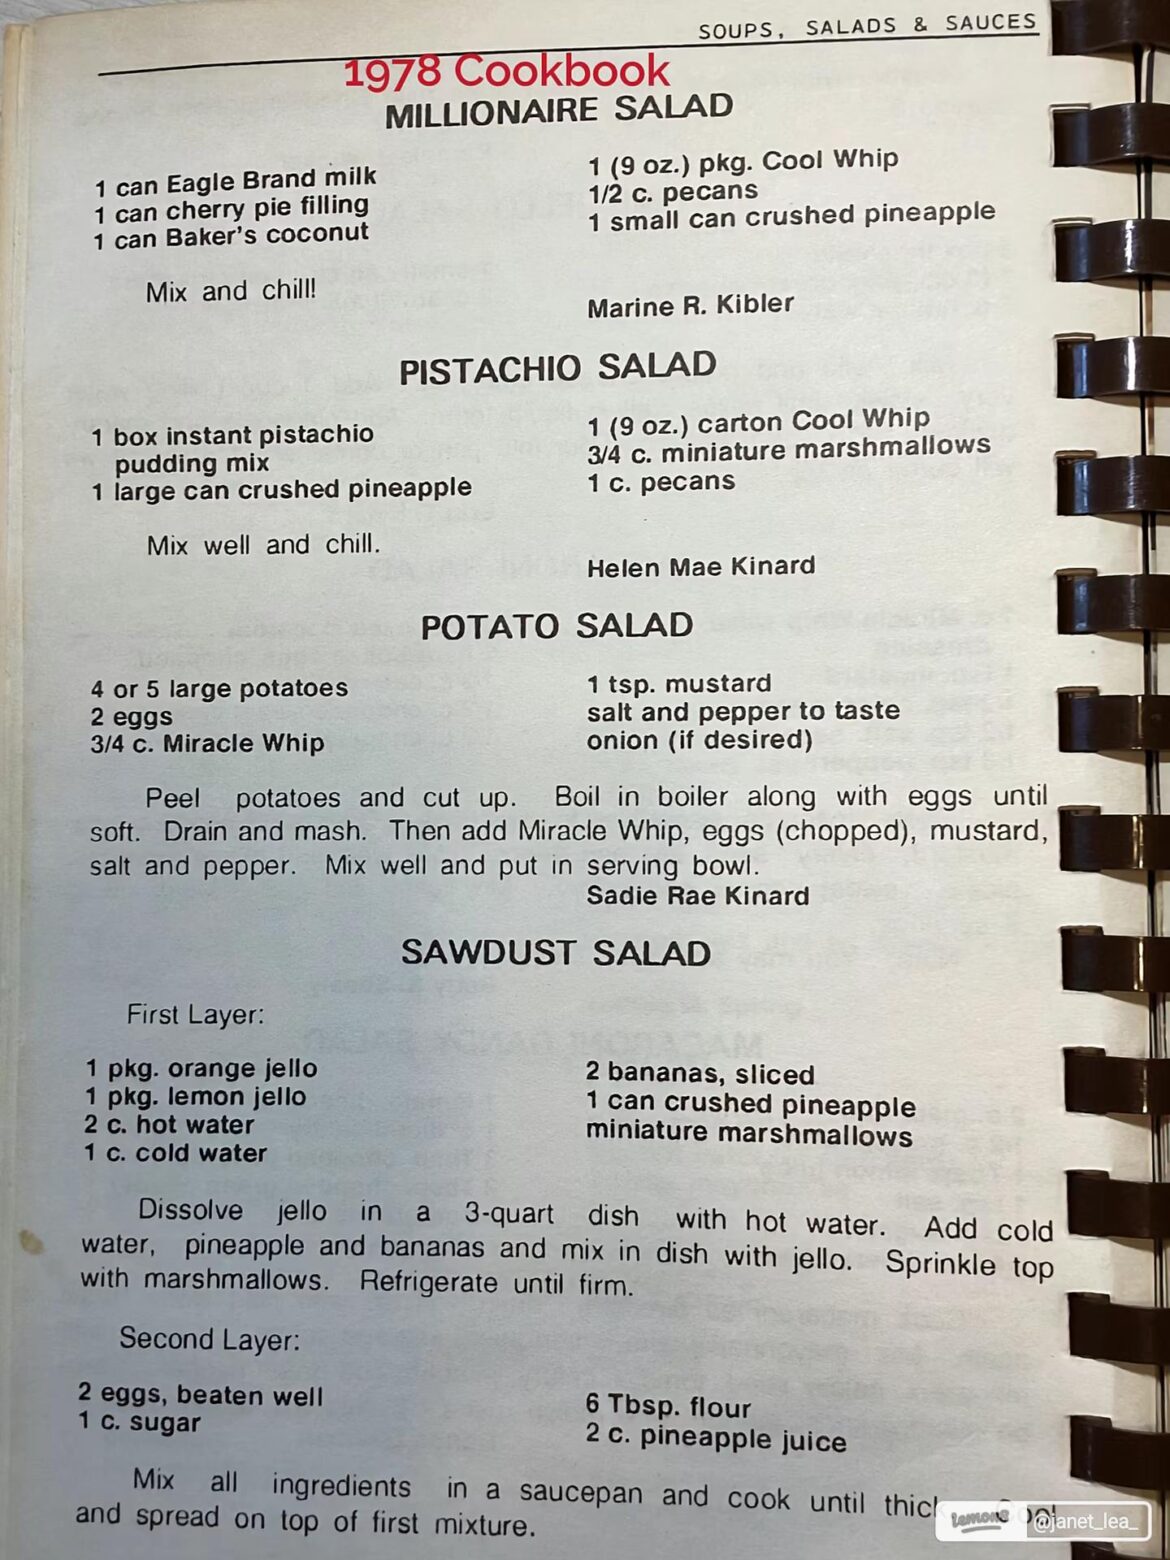 SOUPS, SALADS & SAUCES
1978 Cookbook
MILLIONAIRE SALAD
1 can Eagle Brand milk
1 can cherry pie filling
1 can Baker's coconut
1 (9 oz.) pkg. Cool Whip
1/2 c. pecans
1 small can crushed pineapple
Mix and chill!
Marine R. Kibler
PISTACHIO SALAD
1 box instant pistachio
pudding mix
1 large can crushed pineapple
1 (9 oz.) carton Cool Whip
3/4 c. miniature marshmallows
1 c. pecans
Mix well and chill.
Helen Mae Kinard
POTATO SALAD
4 or 5 large potatoes
2 eggs
3/4 c. Miracle Whip
1 tsp. mustard
salt and pepper to taste
onion (if desired)
Peel potatoes and cut up. Boil in boiler along with eggs until
soft. Drain and mash. Then add Miracle Whip, eggs (chopped), mustard,
salt and pepper. Mix well and put in serving bowl.
Sadie Rae Kinard
SAWDUST SALAD
First Layer:
1 pkg. orange jello
1 pkg. lemon jello
2 c. hot water
1 c. cold water
2 bananas, sliced
1 can crushed pineapple
miniature marshmallows
Dissolve jello in a 3-quart dish with hot water. Add cold
water, pineapple and bananas and mix in dish with jello. Sprinkle top
with marshmallows. Refrigerate until firm.
Second Layer:
2 eggs, beaten well
1 c. sugar
6 Tbsp. flour
2 c. pineapple juice
Mix all ingredients in a saucepan and cook until thick. Cool
and spread on top of first mixture.
lemon8
@janet_lea_